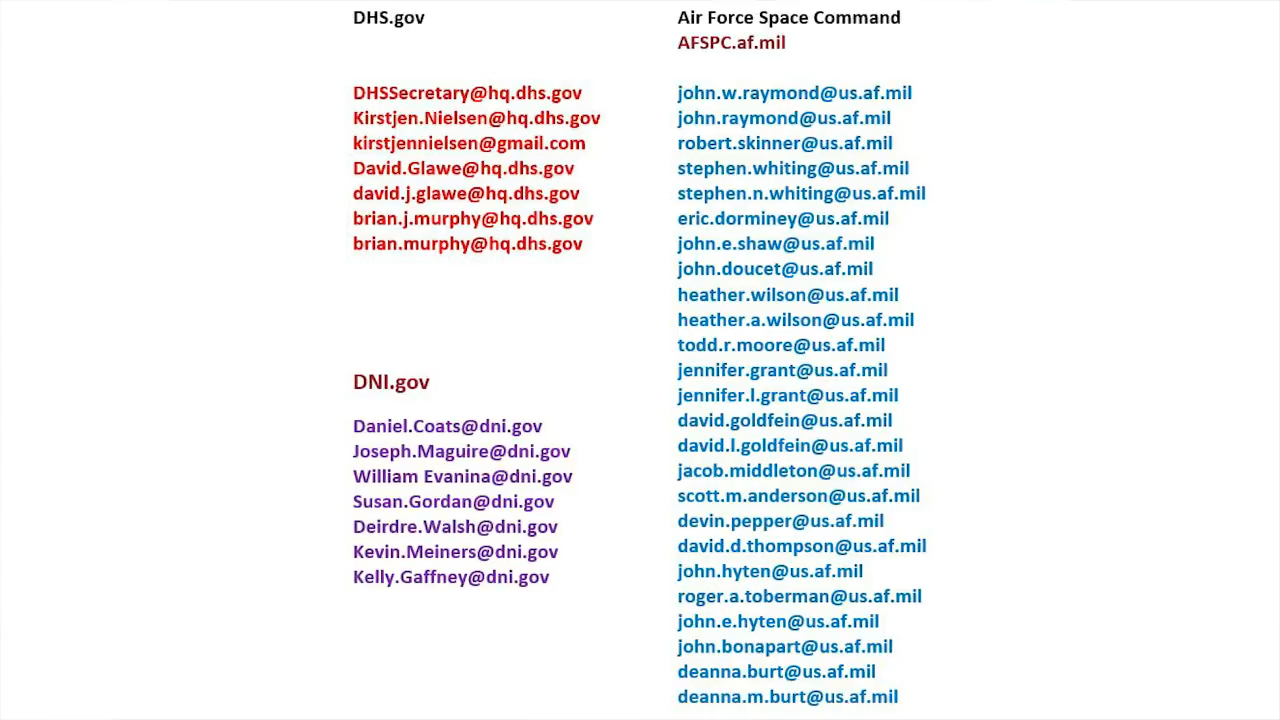 DHS.gov
DHSSecretary@hq.dhs.gov
Kirstjen.Nielsen@hq.dhs.gov
kirstjennielsen@gmail.com
David.Glawe@hq.dhs.gov
david.j.glawe@hq.dhs.gov
brian.j.murphy@hq.dhs.gov
brian.murphy@hq.dhs.gov
DNI.gov
Daniel.Coats@dni.gov
Joseph.Maguire@dni.gov
William Evanina@dni.gov
Susan.Gordan@dni.gov
Deirdre.Walsh@dni.gov
Kevin.Meiners@dni.gov
Kelly.Gaffney@dni.gov
Air Force Space Command
AFSPC.af.mil
john.w.raymond@us.af.mil
john.raymond@us.af.mil
robert.skinner@us.af.mil
stephen.whiting@us.af.mil
stephen.n.whiting@us.af.mil
eric.dorminey@us.af.mil
john.e.shaw@us.af.mil
john.doucet@us.af.mil
heather.wilson@us.af.mil
heather.a.wilson@us.af.mil
todd.r.moore@us.af.mil
jennifer.grant@us.af.mil
jennifer.l.grant@us.af.mil
david.goldfein@us.af.mil
david.l.goldfein@us.af.mil
jacob.middleton@us.af.mil
scott.m.anderson@us.af.mil
devin.pepper@us.af.mil
david.d.thompson@us.af.mil
john.hyten@us.af.mil
roger.a.toberman@us.af.mil
john.e.hyten@us.af.mil
john.bonapart@us.af.mil
deanna.burt@us.af.mil
deanna.m.burt@us.af.mil